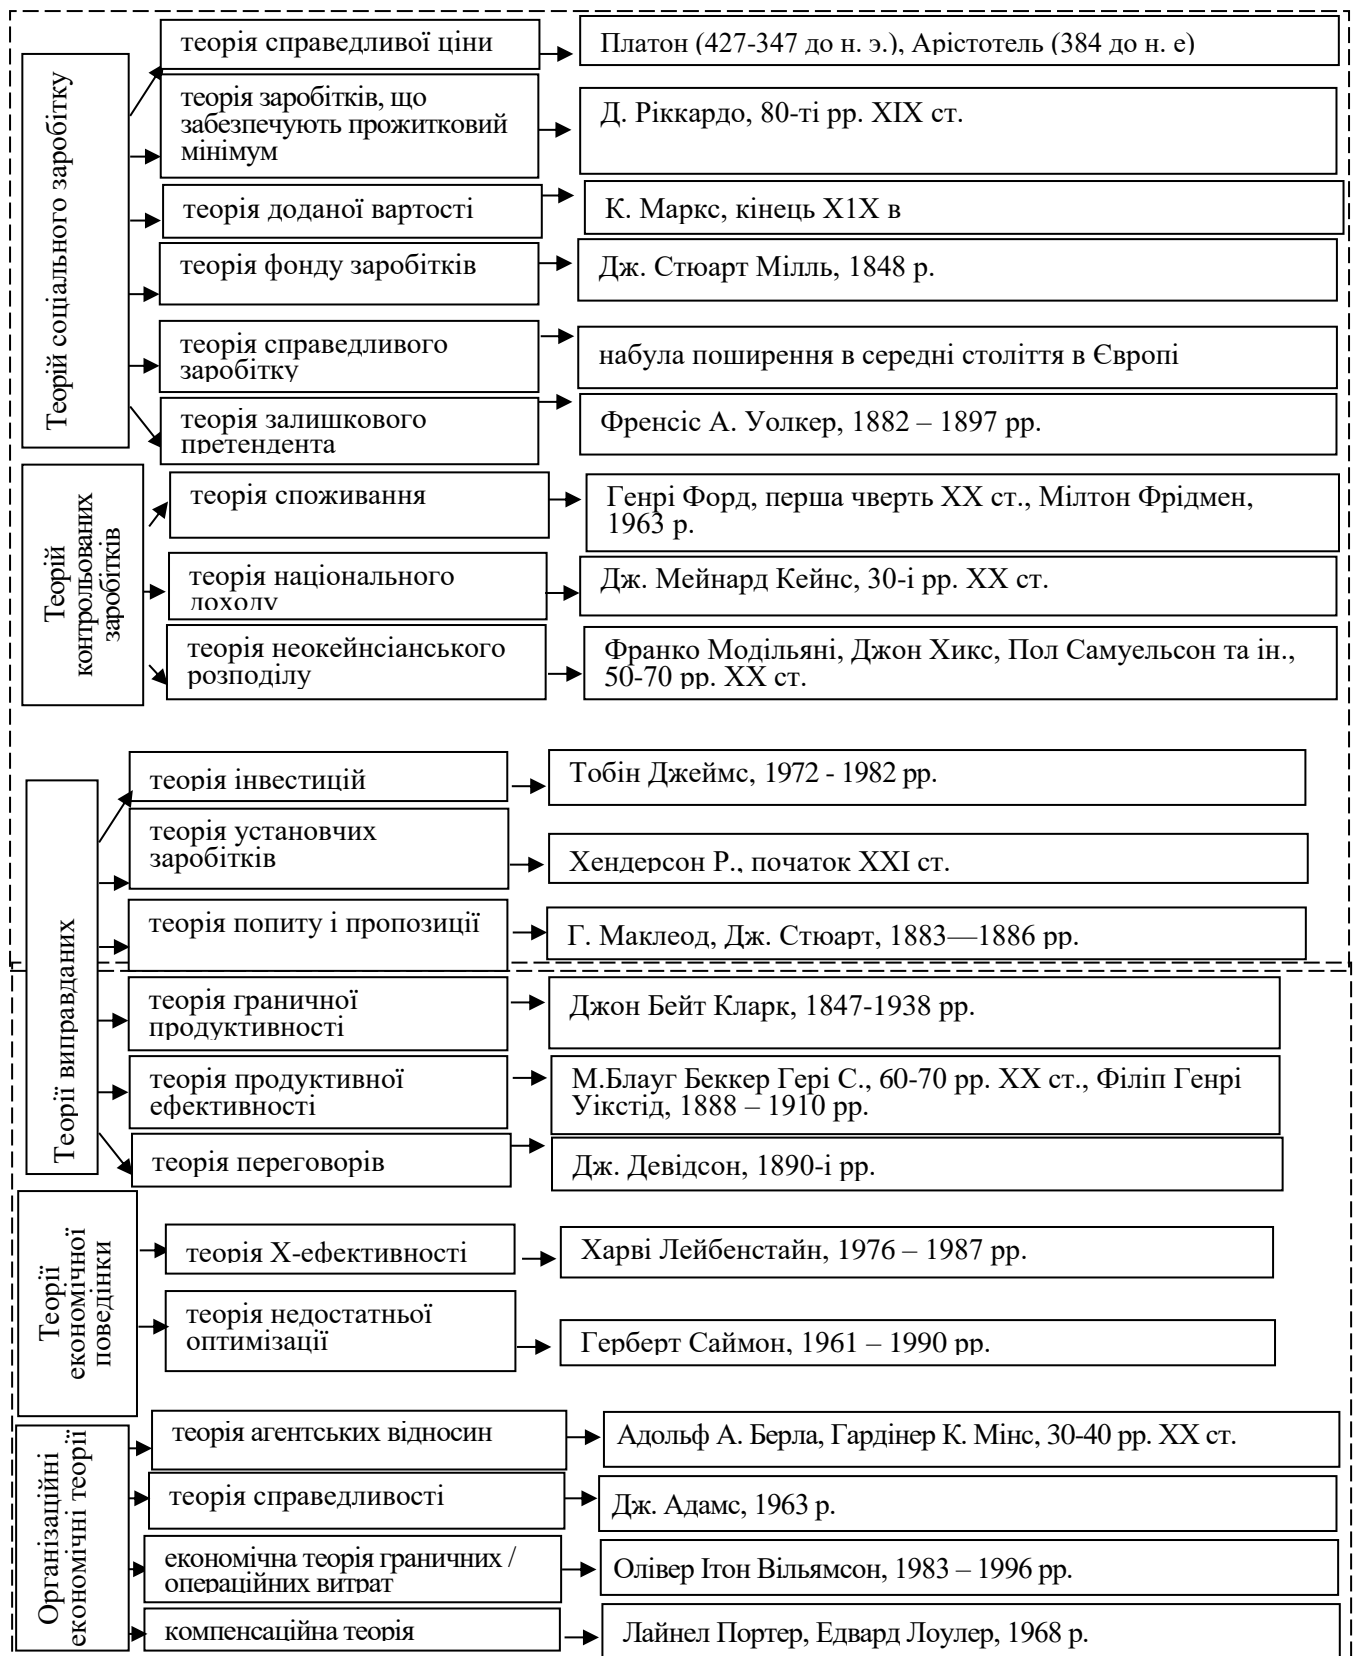 Теорій соціального заробітку
теорія справедливої ціни
Платон (427-347 до н. э.), Арістотель (384 до н. е)
теорія заробітків, що
забезпечують прожитковий
мінімум
Д. Ріккардо, 80-ті рр. XIX ст.
теорія доданої вартості
К. Маркс, кінець Х1Х в
теорія фонду заробітків
Дж. Стюарт Мілль, 1848 р.
теорія справедливого
заробітку
набула поширення в середні століття в Європі
теорія залишкового
претендента
Френсіс А. Уолкер, 1882 – 1897 рр.
Теорій
контрольованих
заробітків
теорія споживання
Генрі Форд, перша чверть XX ст., Мілтон Фрідмен,
1963 р.
теорія національного
доходу
Дж. Мейнард Кейнс, 30-і рр. XX ст.
теорія неокейнсіанського
розподілу
Франко Модільяні, Джон Хикс, Пол Самуельсон та ін.,
50-70 рр. XX ст.
Теорії виправданих
теорія інвестицій
Тобін Джеймс, 1972 - 1982 рр.
теорія установчих
заробітків
Хендерсон Р., початок XXI ст.
теорія попиту і пропозиції
Г. Маклеод, Дж. Стюарт, 1883—1886 рр.
теорія граничної
продуктивності
Джон Бейт Кларк, 1847-1938 рр.
теорія продуктивної
ефективності
М.Блауг Беккер Гері С., 60-70 рр. XX ст., Філіп Генрі
Уікстід, 1888 – 1910 рр.
теорія переговорів
Дж. Девідсон, 1890-і рр.
Теорії
економічної
поведінки
теорія X-ефективності
Харві Лейбенстайн, 1976 – 1987 рр.
теорія недостатньої
оптимізації
Герберт Саймон, 1961 – 1990 рр.
Організаційні
економічні теорії
теорія агентських відносин
Адольф А. Берла, Гардінер К. Мінс, 30-40 рр. XX ст.
теорія справедливості
Дж. Адамс, 1963 р.
економічна теорія граничних /
операційних витрат
Олівер Ітон Вільямсон, 1983 – 1996 рр.
компенсаційна теорія
Лайнел Портер, Едвард Лоулер, 1968 р.